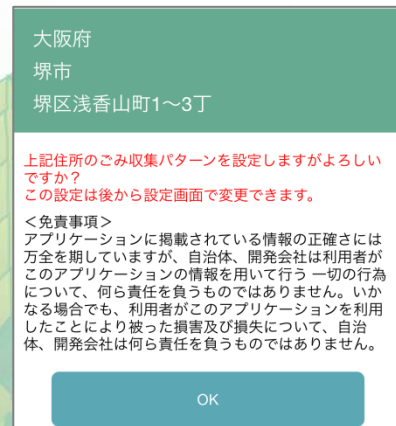 大阪府
堺市
堺区浅香山町1〜3丁
上記住所のごみ収集パターンを設定しますがよろしい
ですか？
この設定は後から設定画面で変更できます。
＜免責事項＞
アプリケーションに掲載されている情報の正確さには
万全を期していますが、自治体、開発会社は利用者が
このアプリケーションの情報を用いて行う 一切の行為
について、何ら責任を負うものではありません。いか
なる場合でも、利用者がこのアプリケーションを利用
したことにより被った損害及び損失について、自治
体、開発会社は何ら責任を負うものではありません。
OK